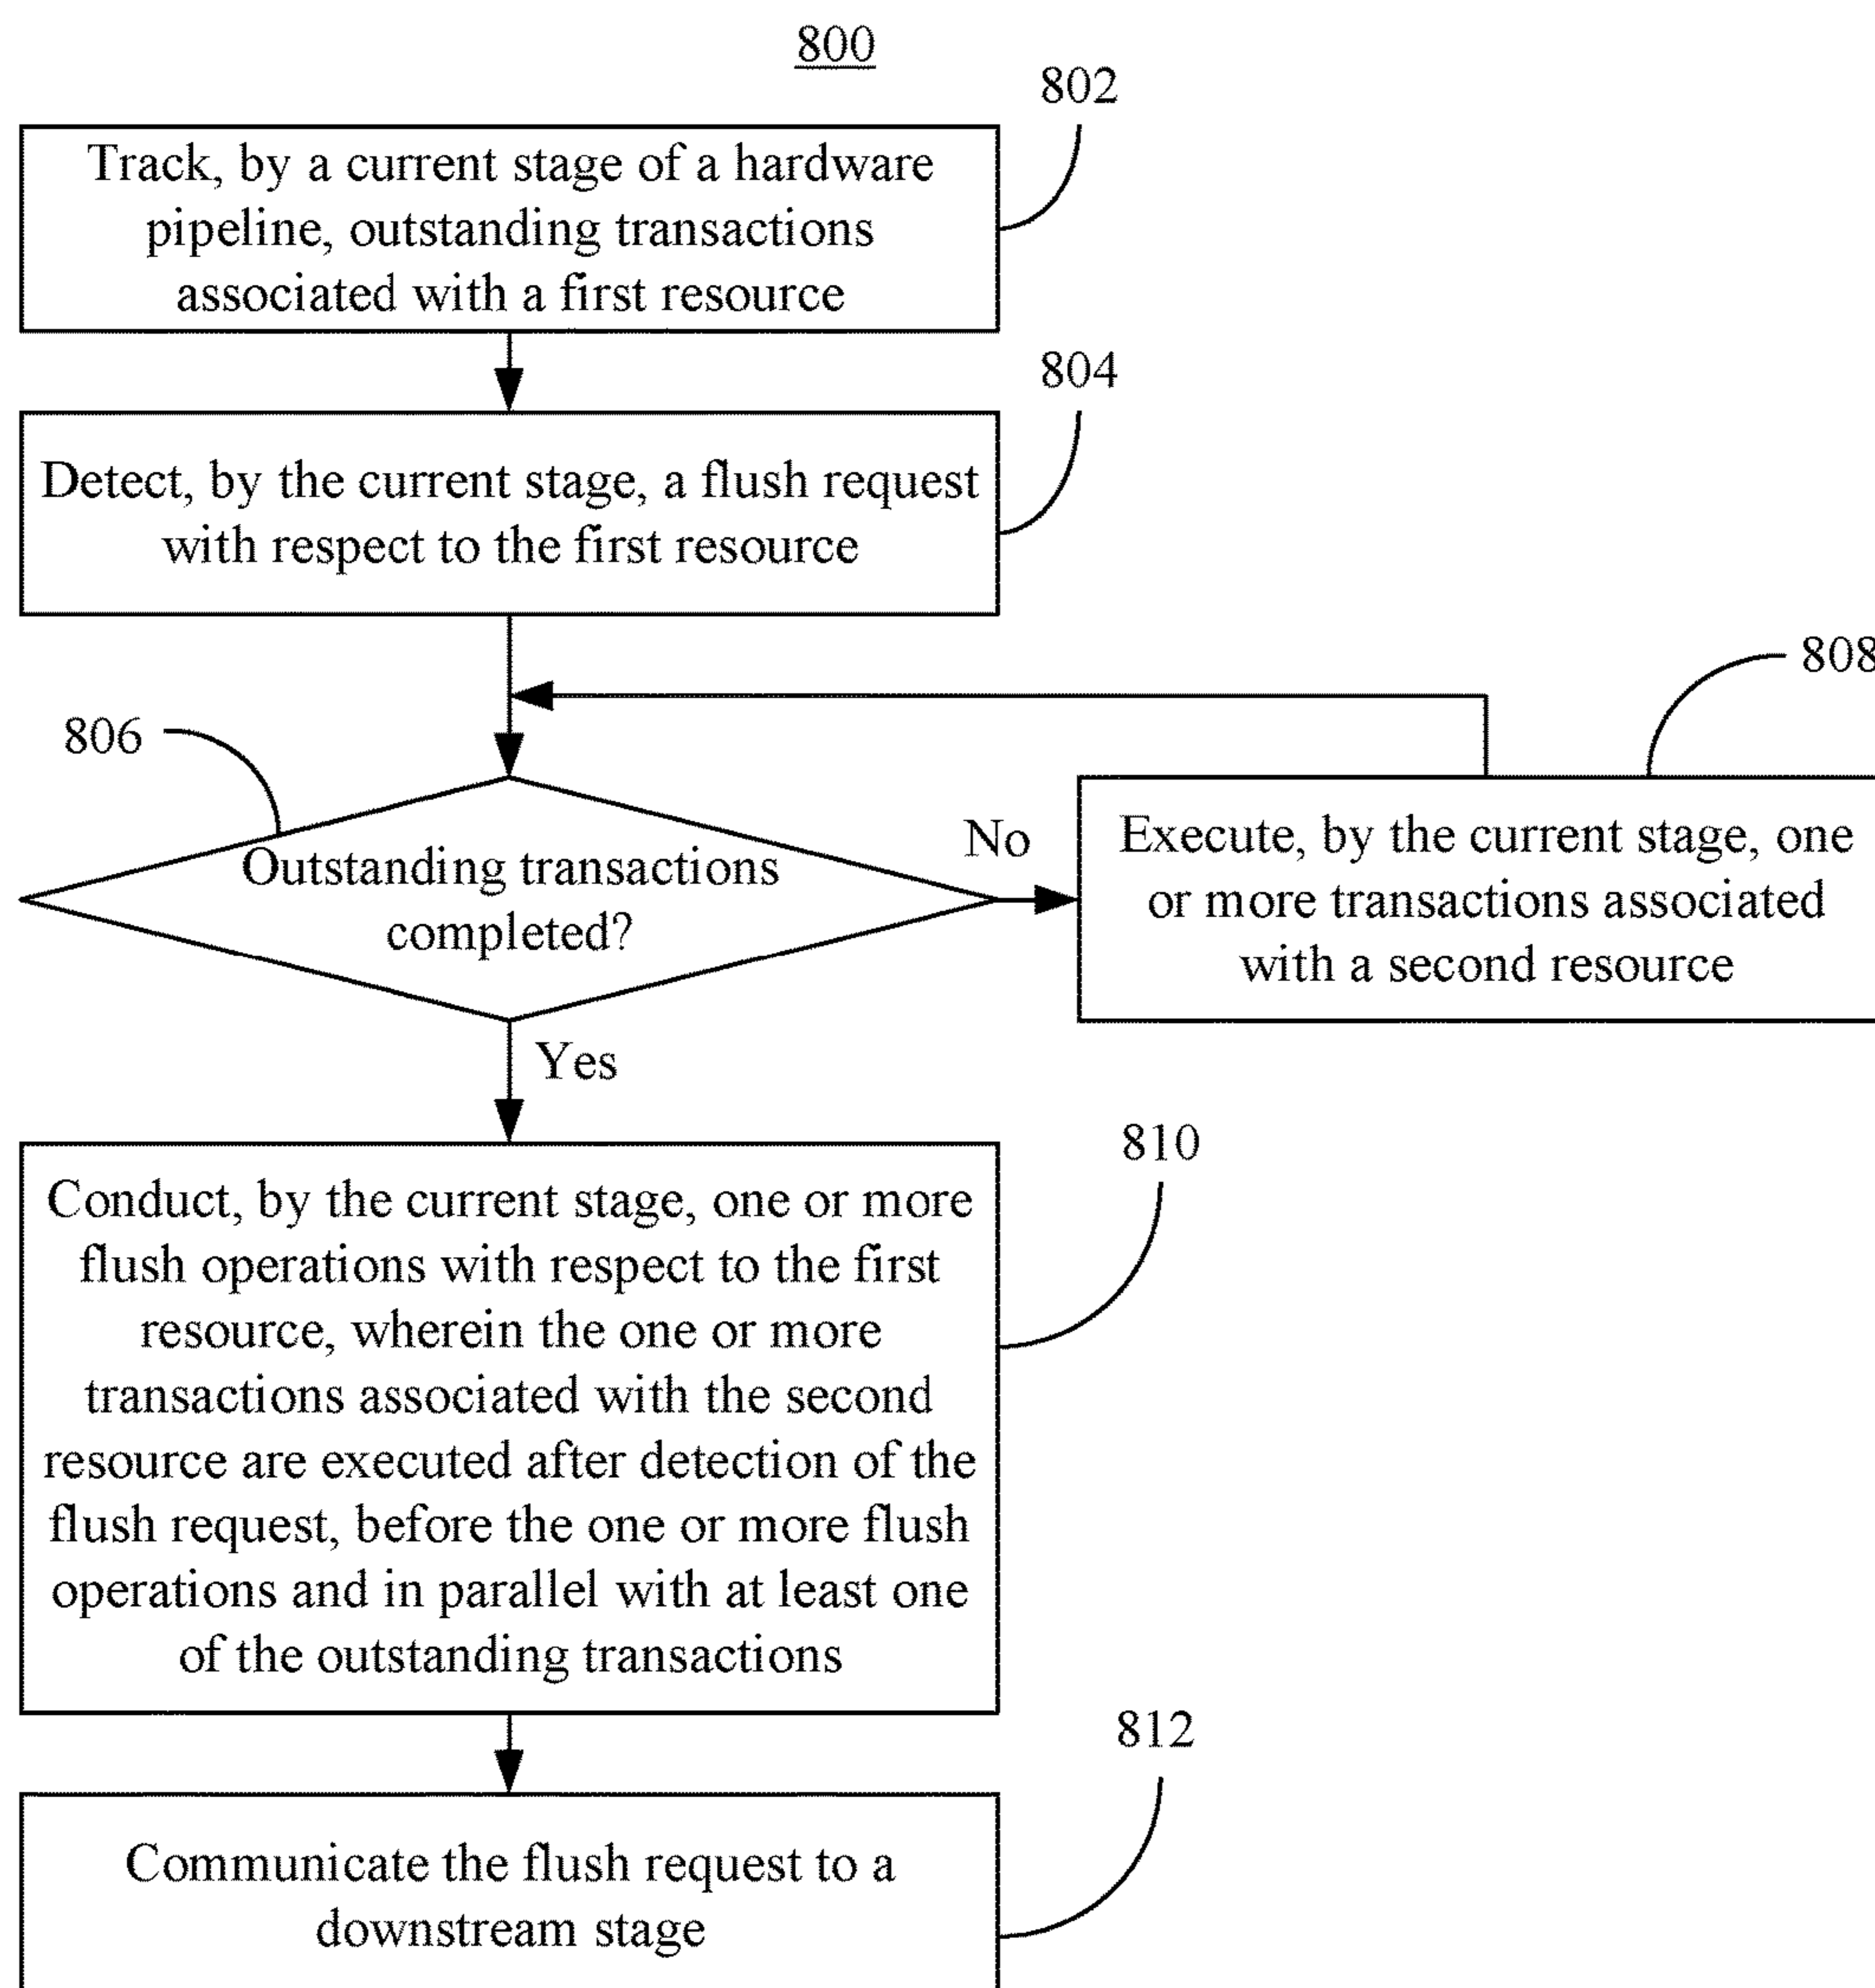 800
802
Track, by a current stage of a hardware
pipeline, outstanding transactions
associated with a first resource
804
Detect, by the current stage, a flush request
with respect to the first resource
808
806
Outstanding transactions
completed?
No
Execute, by the current stage, one
or more transactions associated
with a second resource
Yes
810
Conduct, by the current stage, one or more
flush operations with respect to the first
resource, wherein the one or more
transactions associated with the second
resource are executed after detection of the
flush request, before the one or more flush
operations and in parallel with at least one
of the outstanding transactions
812
Communicate the flush request to a
downstream stage